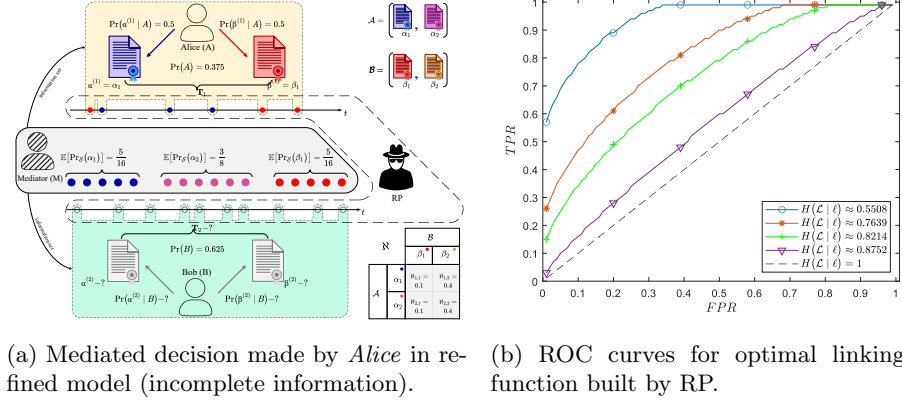 Pr(𝔞⁽¹⁾ | A) = 0.5
Pr(β⁽¹⁾ | A) = 0.5
Alice (A)
Pr(A) = 0.375
𝔞⁽¹⁾ = α₁
β⁽¹⁾ = β₁
T₁
𝒜 = { α₁ , α₂ }
ℬ = { β₁ , β₂ }
t
Mediator (M)
𝔼[Pr_S(α₁)] = 5/16
𝔼[Pr_S(α₂)] = 3/8
𝔼[Pr_S(β₁)] = 5/16
RP
t
T₂−?
Pr(B) = 0.625
𝔞⁽²⁾−?
β⁽²⁾−?
Bob (B)
Pr(𝔞⁽²⁾ | B)−?
Pr(β⁽²⁾ | B)−?
ℵ
ℬ
β₁ β₂
𝒜
α₁ ℵ₁,₁ = 0.1 ℵ₁,₂ = 0.4
α₂ ℵ₂,₁ = 0.1 ℵ₂,₂ = 0.4
TPR
1
0.9
0.8
0.7
0.6
0.5
0.4
0.3
0.2
0.1
0
0 0.1 0.2 0.3 0.4 0.5 0.6 0.7 0.8 0.9 1
FPR
H(ℒ | ℓ) ≈ 0.5508
H(ℒ | ℓ) ≈ 0.7639
H(ℒ | ℓ) ≈ 0.8214
H(ℒ | ℓ) ≈ 0.8752
H(ℒ | ℓ) = 1
(a) Mediated decision made by Alice in re-
fined model (incomplete information).
(b) ROC curves for optimal linking
function built by RP.